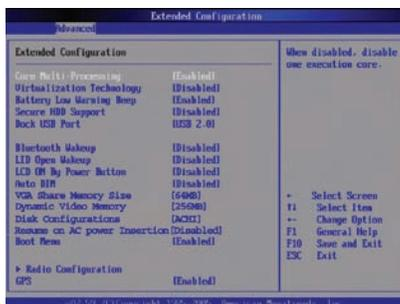 Extended Configuration
Advanced
Extended Configuration
Core Multi-Processing [Enabled]
Virtualization Technology [Disabled]
Battery Low Warning Beep [Enabled]
Secure HDD Support [Disabled]
Dock USB Port [USB 2.0]
Bluetooth Wakeup [Disabled]
LID Open Wakeup [Disabled]
LCD ON By Power Button [Disabled]
Auto DIM [Disabled]
VGA Share Memory Size [64MB]
Dynamic Video Memory [256MB]
Disk Configurations [ACHI]
Resume on AC power Insertion [Disabled]
Boot Menu [Enabled]
▶ Radio Configuration
GPS [Enabled]
When disabled, disable
one execution core.
← Select Screen
↑↓ Select Item
+- Change Option
F1 General Help
F10 Save and Exit
ESC Exit